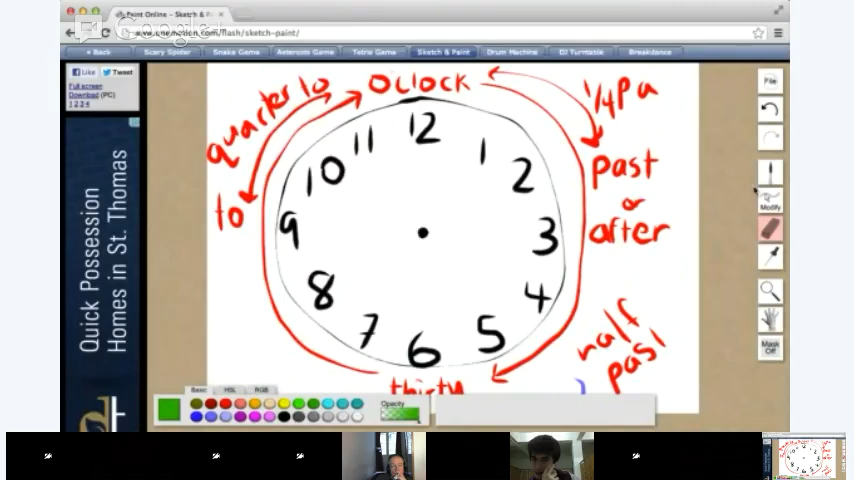 Paint Online – Sketch & P
www.onemotion.com/flash/sketch-paint/
Google+
« Back
Scary Spider
Snake Game
Asteroids Game
Tetris Game
Sketch & Paint
Drum Machine
DJ Turntable
Breakdance
Like
Tweet
Full screen
Download (PC)
1 2 3 4
Quick Possession
Homes in St. Thomas
quarter to
O'clock
1/4 pa
to
past
or
after
half
past
thirty
12
1
2
3
4
5
6
7
8
9
10
11
File
Modify
Mask
Off
Basic
HSL
RGB
Opacity